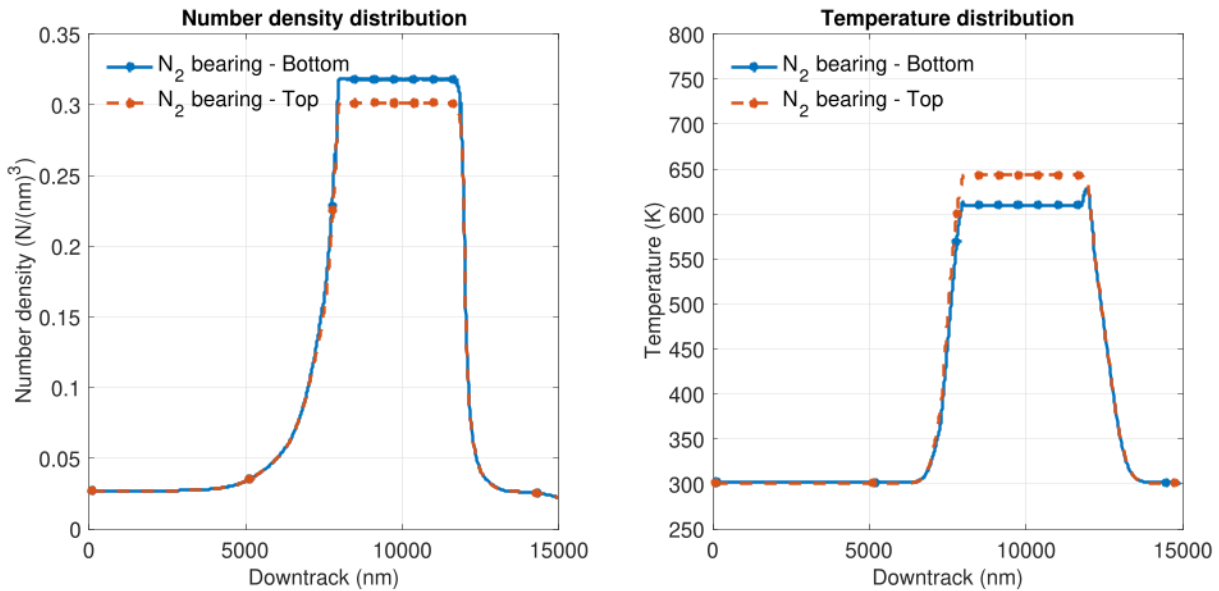 Number density distribution
0.35
0.3
0.25
0.2
0.15
0.1
0.05
0
Number density (N/(nm)³)
N₂ bearing - Bottom
N₂ bearing - Top
0
5000
10000
15000
Downtrack (nm)
Temperature distribution
800
750
700
650
600
550
500
450
400
350
300
250
Temperature (K)
N₂ bearing - Bottom
N₂ bearing - Top
0
5000
10000
15000
Downtrack (nm)